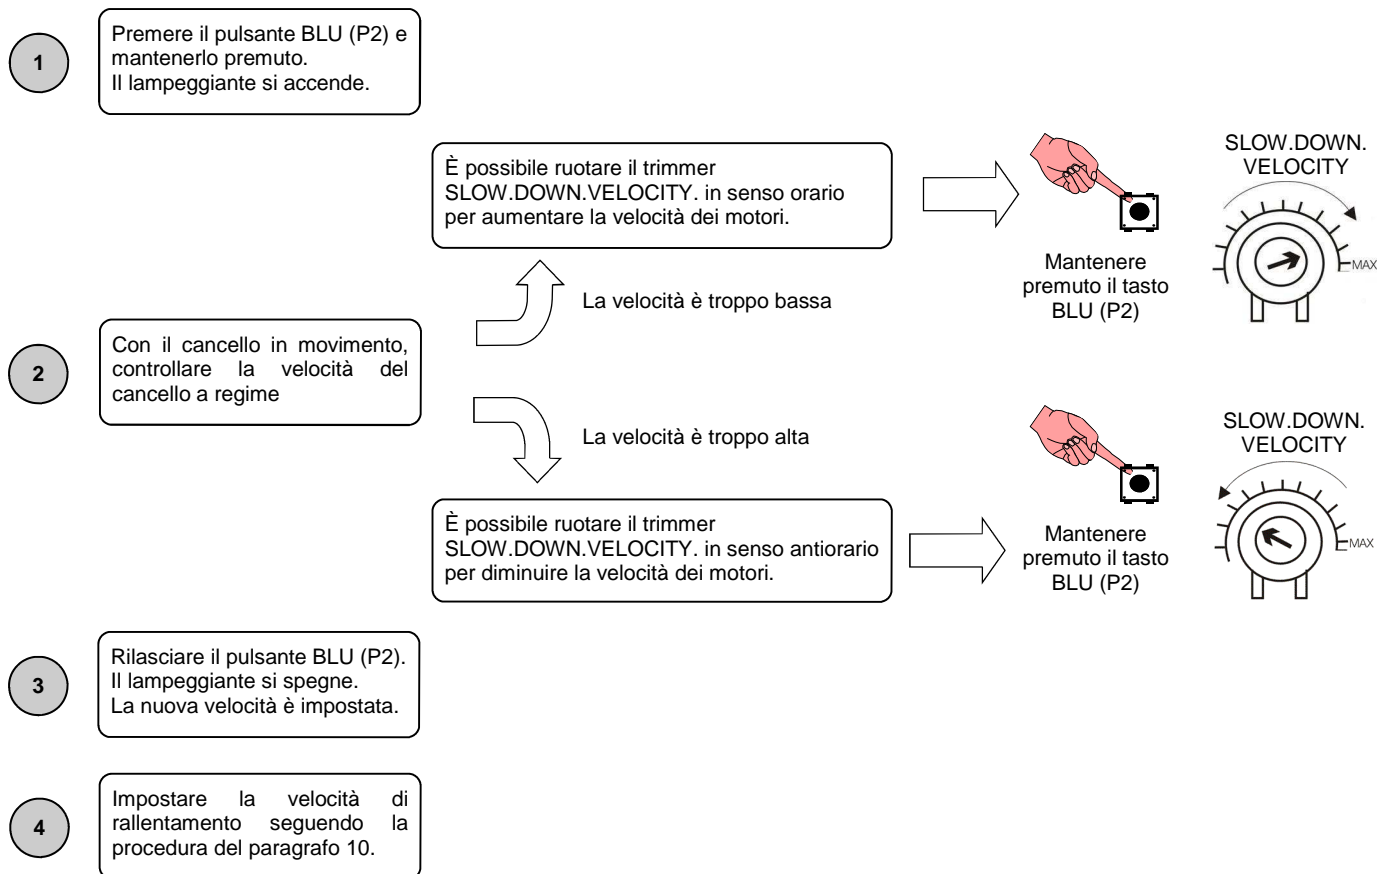 1
Premere il pulsante BLU (P2) e
mantenerlo premuto.
Il lampeggiante si accende.
È possibile ruotare il trimmer
SLOW.DOWN.VELOCITY. in senso orario
per aumentare la velocità dei motori.
Mantenere
premuto il tasto
BLU (P2)
SLOW.DOWN.
VELOCITY
MAX
La velocità è troppo bassa
2
Con il cancello in movimento,
controllare la velocità del
cancello a regime
La velocità è troppo alta
È possibile ruotare il trimmer
SLOW.DOWN.VELOCITY. in senso antiorario
per diminuire la velocità dei motori.
Mantenere
premuto il tasto
BLU (P2)
SLOW.DOWN.
VELOCITY
MAX
3
Rilasciare il pulsante BLU (P2).
Il lampeggiante si spegne.
La nuova velocità è impostata.
4
Impostare la velocità di
rallentamento seguendo la
procedura del paragrafo 10.